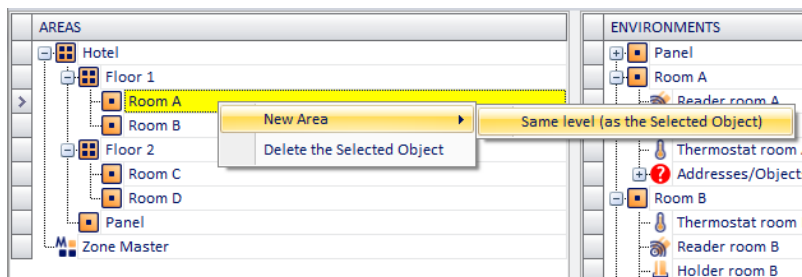 AREAS
Hotel
Floor 1
Room A
Room B
Floor 2
Room C
Room D
Panel
Zone Master
New Area
Delete the Selected Object
Same level (as the Selected Object)
ENVIRONMENTS
Panel
Room A
Reader room A
Thermostat room
Addresses/Object
Room B
Thermostat room
Reader room B
Holder room B